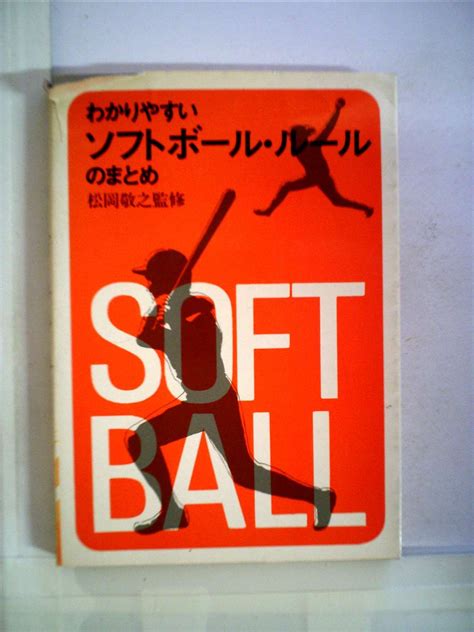 わかりやすい
ソフトボール・ルール
のまとめ
松岡敬之監修
SOFT
BALL